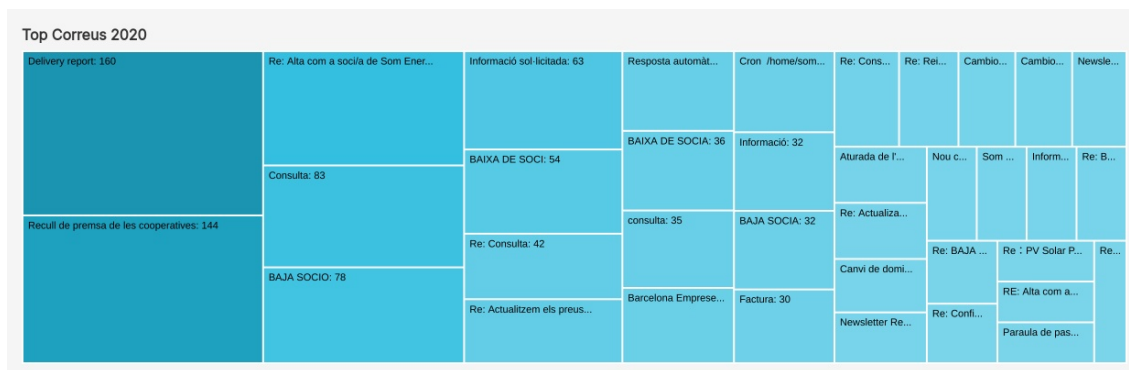 Top Correus 2020
Delivery report: 160
Recull de premsa de les cooperatives: 144
Re: Alta com a soci/a de Som Ener...
Consulta: 83
BAJA SOCIO: 78
Informació sol·licitada: 63
BAIXA DE SOCI: 54
Re: Consulta: 42
Re: Actualitzem els preus...
Resposta automàt...
BAIXA DE SOCIA: 36
consulta: 35
Barcelona Emprese...
Cron /home/som...
Informació: 32
BAJA SOCIA: 32
Factura: 30
Re: Cons...
Re: Rei...
Cambio...
Cambio...
Newsle...
Aturada de l'...
Re: Actualiza...
Canvi de domi...
Newsletter Re...
Nou c...
Som ...
Inform...
Re: B...
Re: BAJA ...
Re: Confi...
Re：PV Solar P...
RE: Alta com a...
Paraula de pas...
Re...